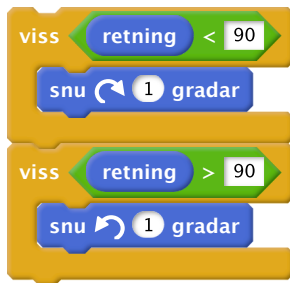 viss retning < 90
snu 1 gradar
viss retning > 90
snu 1 gradar